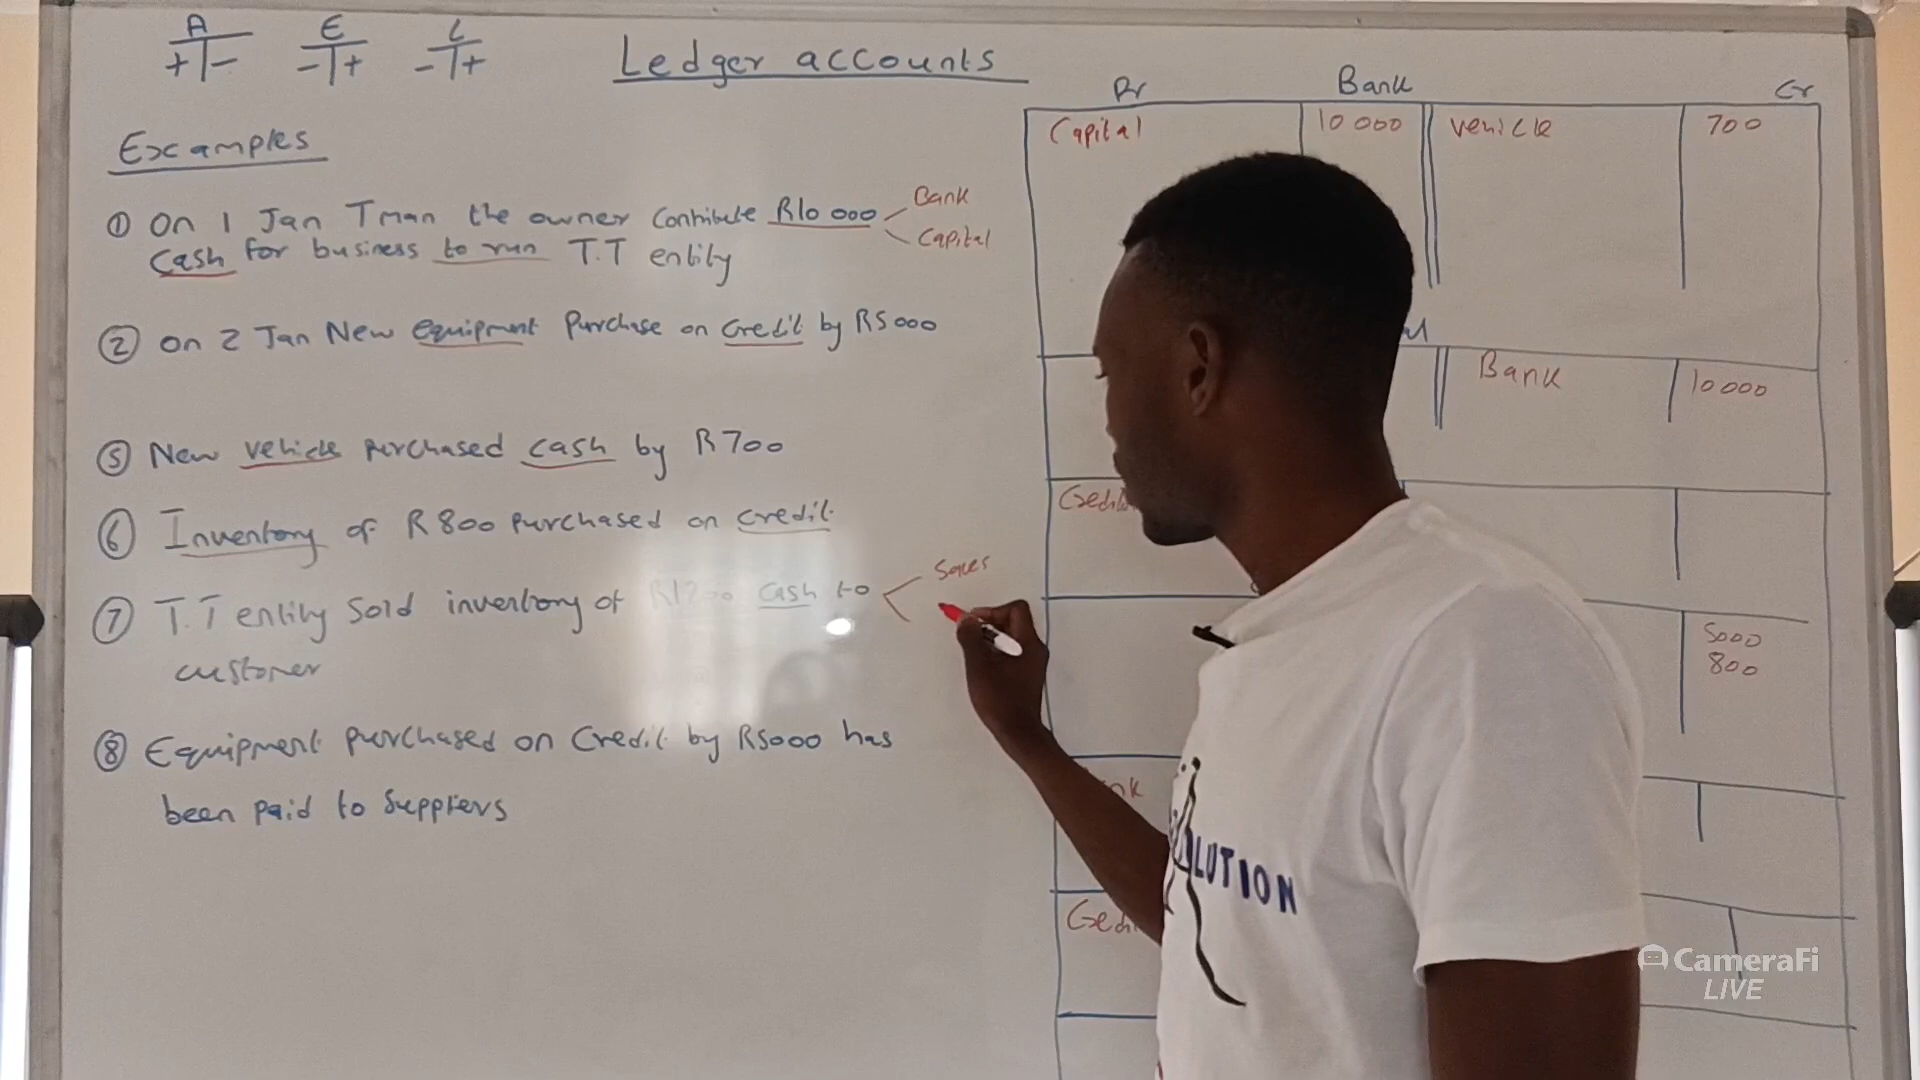 A E L
+ - - + - +
Ledger accounts
Examples
① On 1 Jan Tman the owner contribute R10 000
Bank
Capital
Cash for business to run T.T entity
② on 2 Jan New equipment Purchase on credit by R5000
⑤ New vehicle purchased cash by R700
⑥ Inventory of R800 purchased on credit
⑦ T.T entity sold inventory of cash to
Sales
customer
⑧ Equipment purchased on credit by R5000 has
been paid to suppliers
Dr Bank Cr
Capital 10 000 vehicle 700
Bank 10000
5000
800
LUTION
CameraFi
LIVE